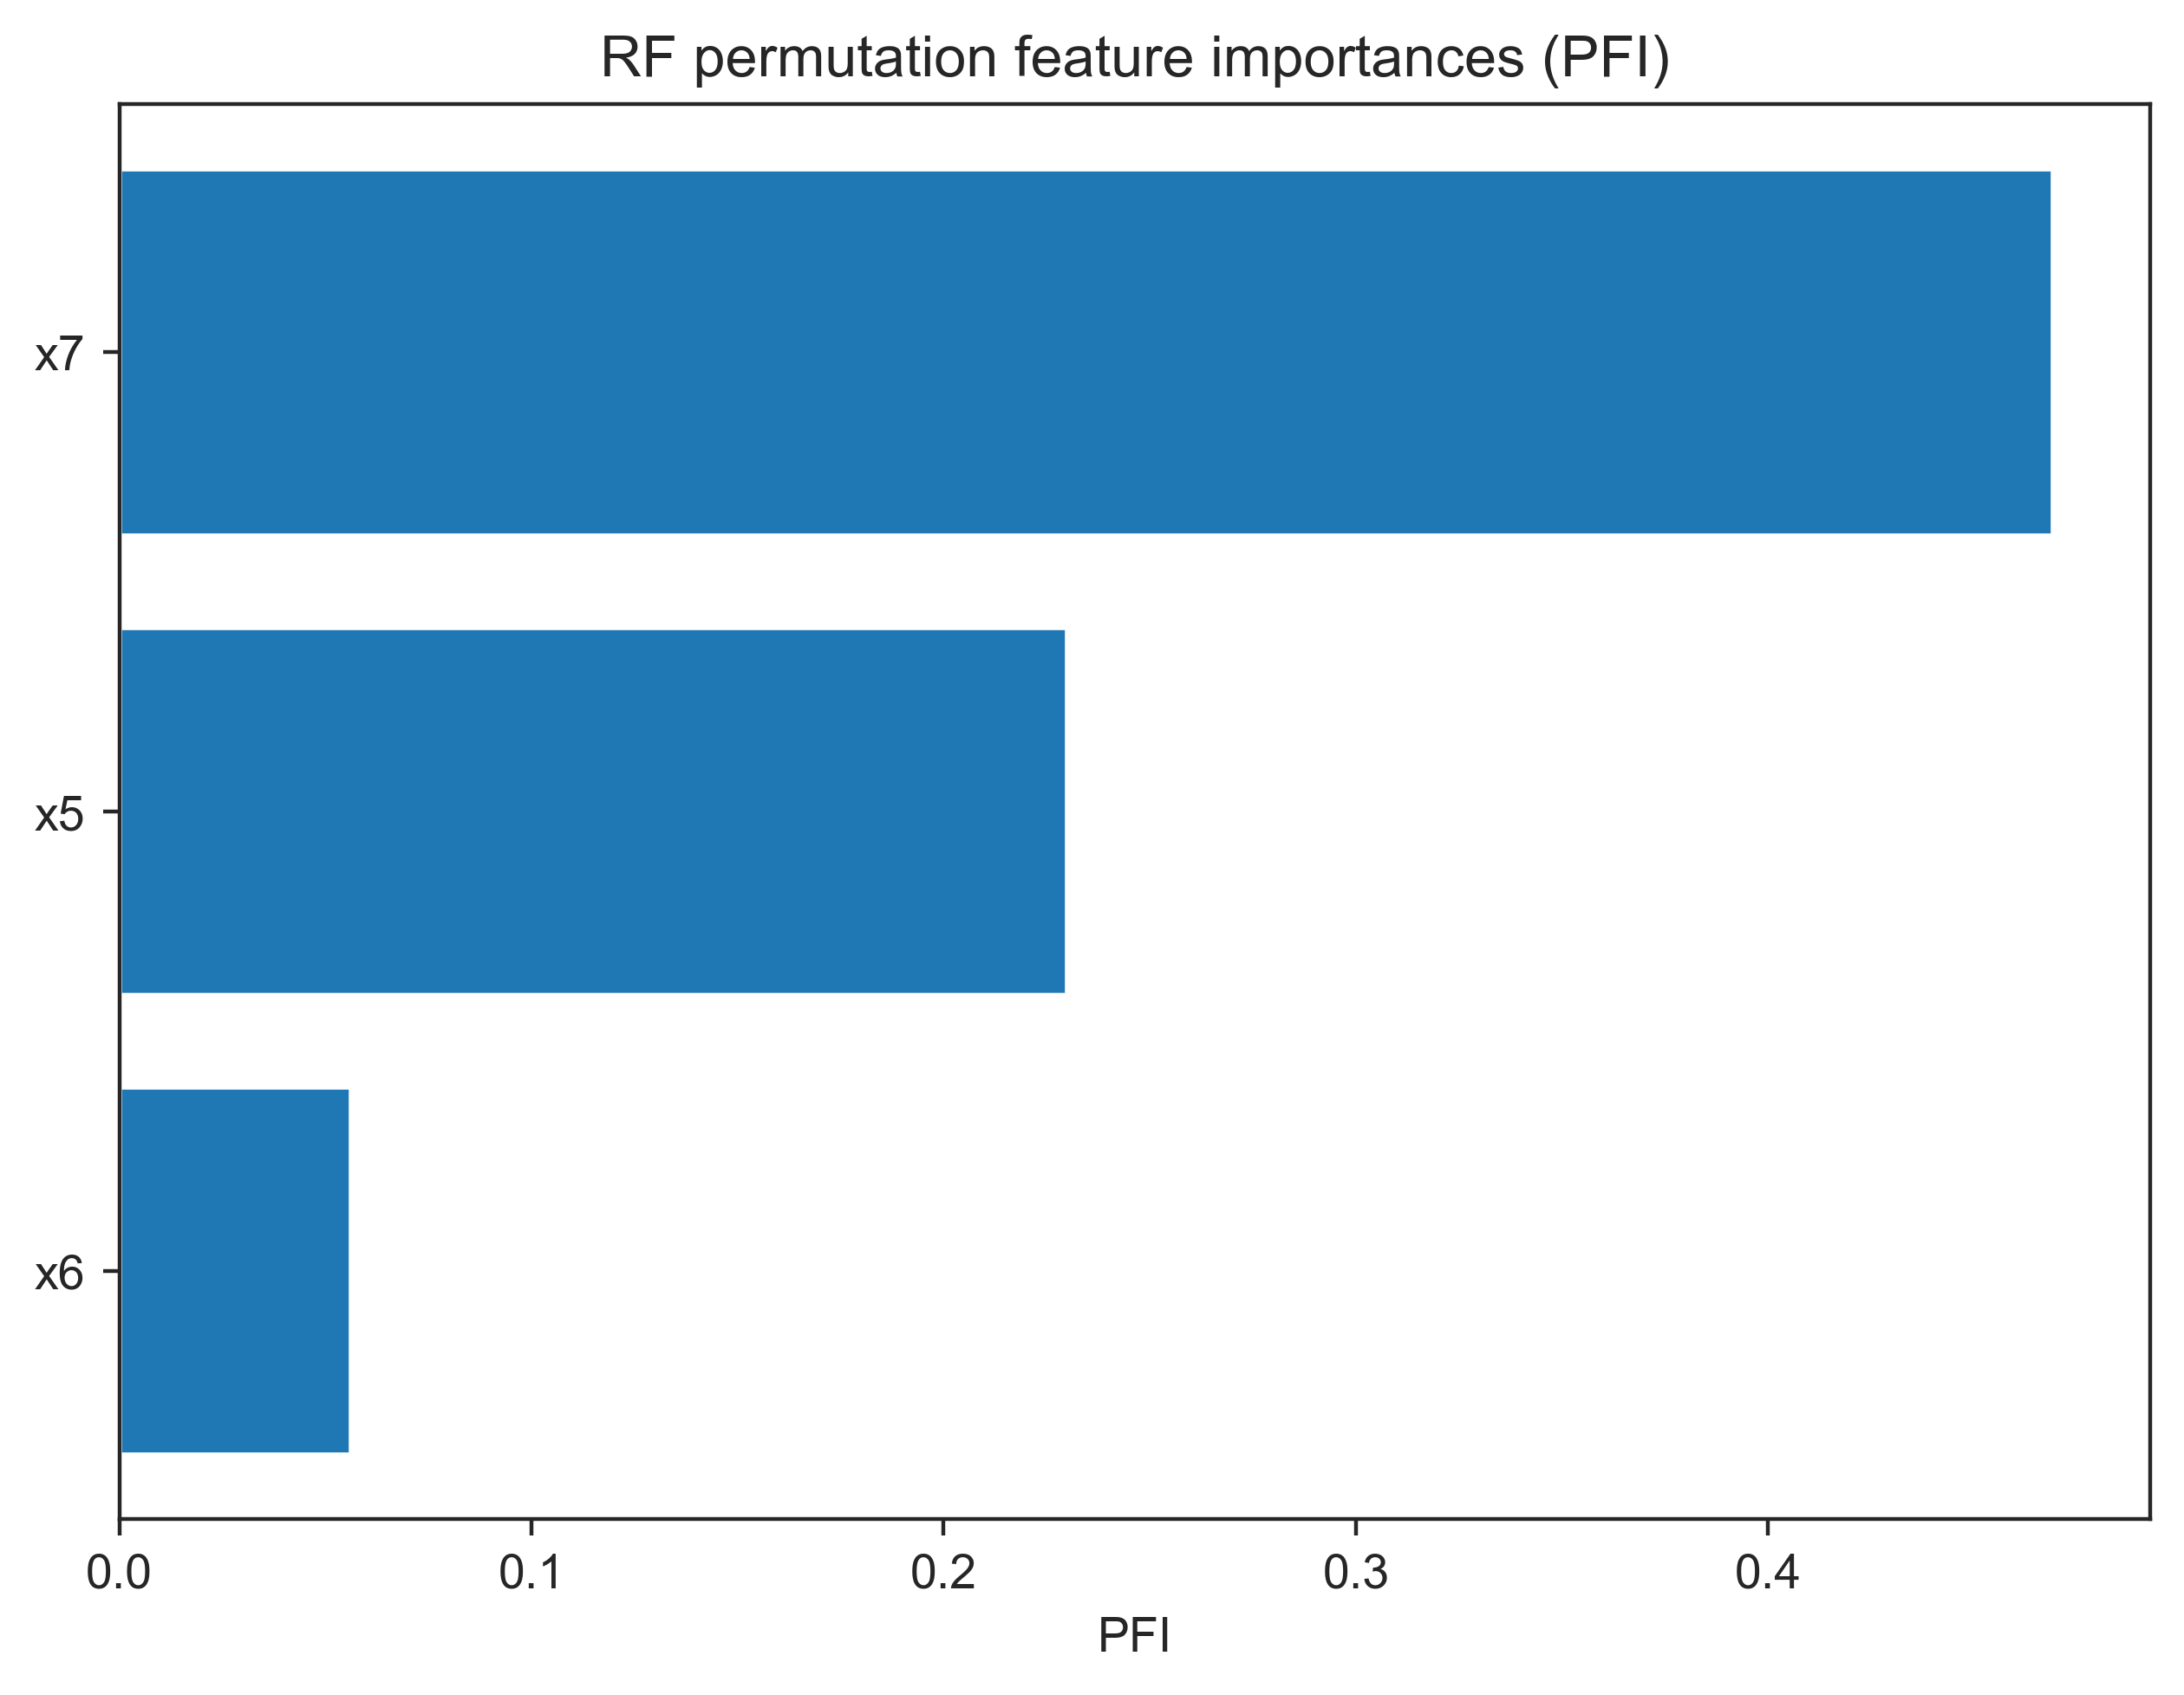 RF permutation feature importances (PFI)
x7
x5
x6
0.0 0.1 0.2 0.3 0.4
PFI